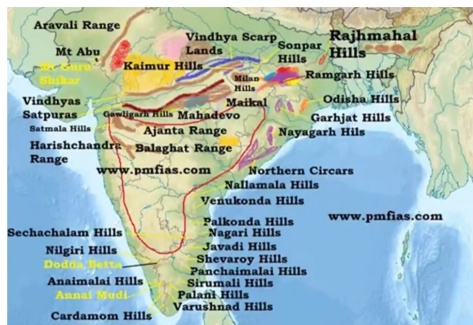 Aravali Range
Vindhya Scarp
Lands
Sonpar
Hills
Rajhmahal
Hills
Mt Abu
Mt Guru
Shikar
Kaimur Hills
Milan
Hills
Ramgarh Hills
Vindhyas
Satpuras
Gawligarh Hills
Mahadevo
Maikal
Odisha Hills
Satmala Hills
Ajanta Range
Garhjat Hills
Harishchandra
Range
Balaghat Range
Nayagarh Hils
www.pmfias.com
Northern Circars
Nallamala Hills
Venukonda Hills
www.pmfias.com
Palkonda Hills
Sechachalam Hills
Nagari Hills
Nilgiri Hills
Javadi Hills
Dodda Betta
Shevaroy Hills
Panchaimalai Hills
Anaimalai Hills
Sirumali Hills
Annai Mudi
Palani Hills
Varushnad Hills
Cardamom Hills